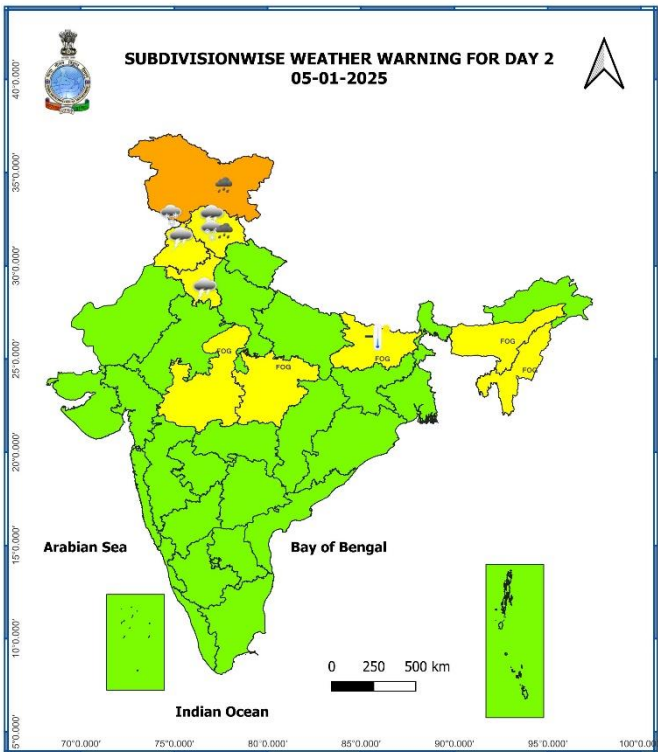 SUBDIVISIONWISE WEATHER WARNING FOR DAY 2
05-01-2025
40°0.000'
35°0.000'
30°0.000'
25°0.000'
20°0.000'
15°0.000'
10°0.000'
5°0.000'
FOG
FOG
FOG
FOG
FOG
Arabian Sea
Bay of Bengal
0 250 500 km
Indian Ocean
70°0.000' 75°0.000' 80°0.000' 85°0.000' 90°0.000' 95°0.000' 100°0.00